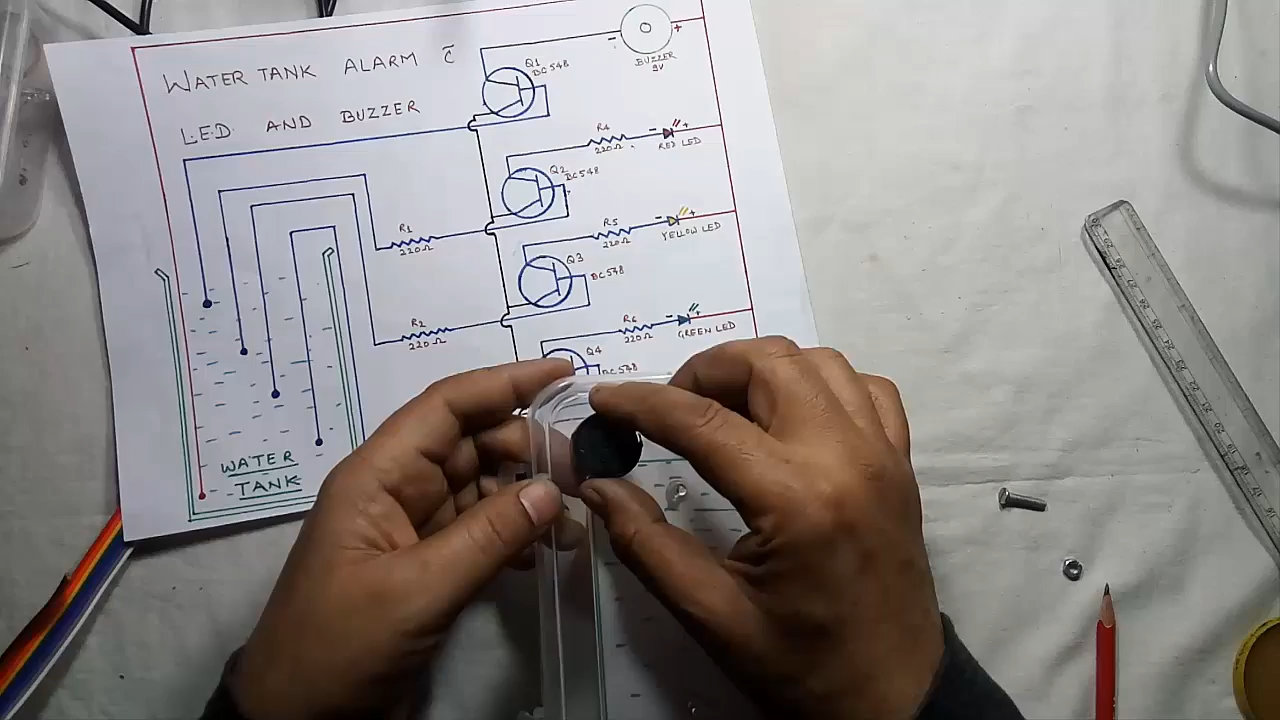 WATER TANK ALARM c̄
L.E.D. AND BUZZER
BUZZER
9V
Q1
BC548
R4
220Ω
RED LED
Q2
BC548
R1
220Ω
R5
220Ω
YELLOW LED
Q3
BC548
R2
220Ω
R6
220Ω
GREEN LED
Q4
BC548
WATER
TANK